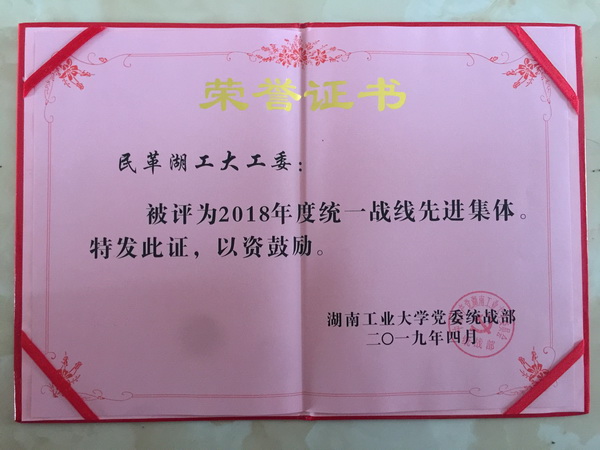 荣誉证书
民革湖工大工委：
被评为2018年度统一战线先进集体。
特发此证，以资鼓励。
湖南工业大学党委统战部
二〇一九年四月